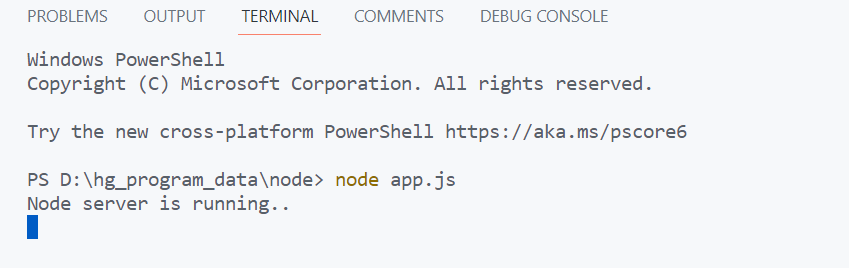 PROBLEMS OUTPUT TERMINAL COMMENTS DEBUG CONSOLE
Windows PowerShell
Copyright (C) Microsoft Corporation. All rights reserved.
Try the new cross-platform PowerShell https://aka.ms/pscore6
PS D:\hg_program_data\node> node app.js
Node server is running..